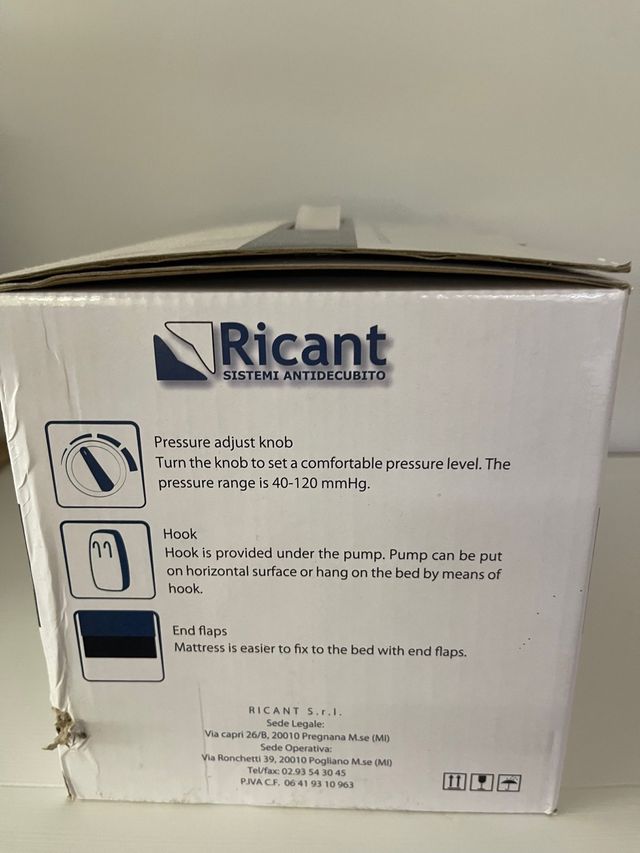 Ricant
SISTEMI ANTIDECUBITO
Pressure adjust knob
Turn the knob to set a comfortable pressure level. The
pressure range is 40-120 mmHg.
Hook
Hook is provided under the pump. Pump can be put
on horizontal surface or hang on the bed by means of
hook.
End flaps
Mattress is easier to fix to the bed with end flaps.
RICANT S.r.l.
Sede Legale:
Via capri 26/B, 20010 Pregnana M.se (MI)
Sede Operativa:
Via Ronchetti 39, 20010 Pogliano M.se (MI)
Tel/fax: 02.93 54 30 45
P.IVA C.F. 06 41 93 10 963